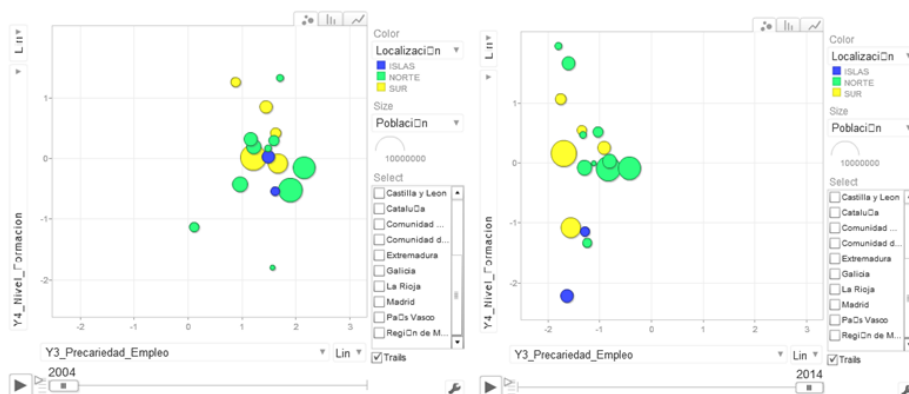 Lin
Y4_Nivel_Formacion
1
0
-1
-2
-2
-1
0
1
2
3
Y3_Precariedad_Empleo
Lin
2004
Color
Localizaci□n
ISLAS
NORTE
SUR
Size
Poblaci□n
10000000
Select
Castilla y Leon
Catalu□a
Comunidad ...
Comunidad d...
Extremadura
Galicia
La Rioja
Madrid
Pa□s Vasco
Regi□n de M...
Trails
Lin
Y4_Nivel_Formacion
2
1
0
-1
-2
-2
-1
0
1
2
3
Y3_Precariedad_Empleo
Lin
2014
Color
Localizaci□n
ISLAS
NORTE
SUR
Size
Poblaci□n
10000000
Select
Castilla y Leon
Catalu□a
Comunidad ...
Comunidad d...
Extremadura
Galicia
La Rioja
Madrid
Pa□s Vasco
Regi□n de M...
Trails